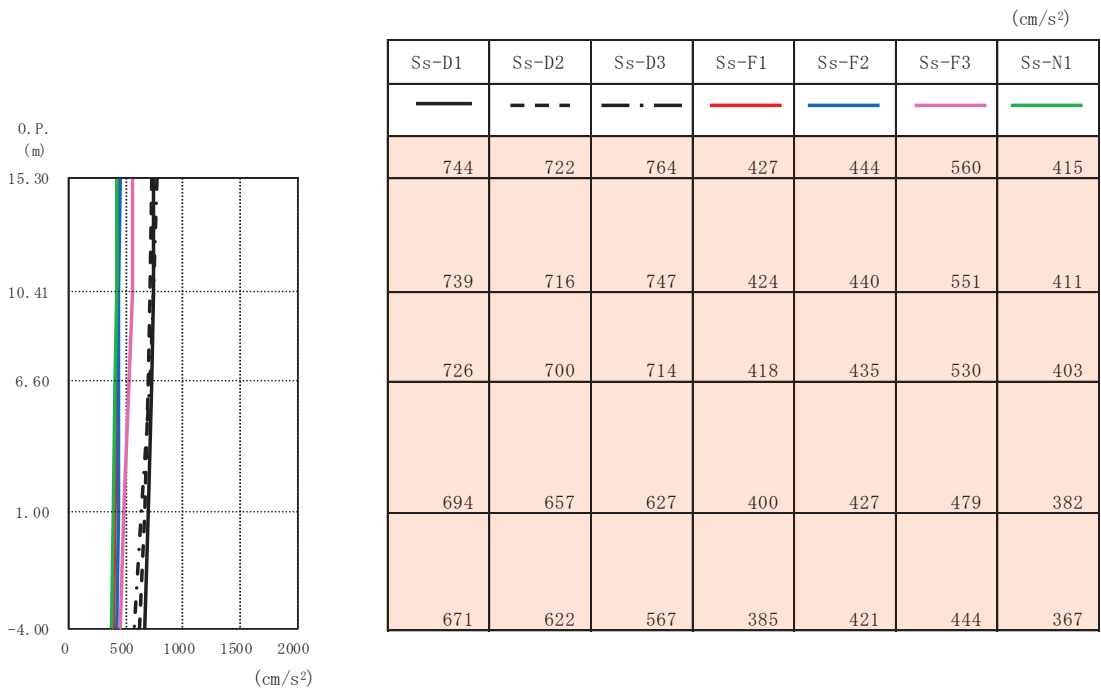 (cm/s²)
Ss-D1 Ss-D2 Ss-D3 Ss-F1 Ss-F2 Ss-F3 Ss-N1
O.P.
(m)
744 722 764 427 444 560 415
15.30
739 716 747 424 440 551 411
10.41
726 700 714 418 435 530 403
6.60
694 657 627 400 427 479 382
1.00
671 622 567 385 421 444 367
-4.00
0 500 1000 1500 2000
(cm/s²)